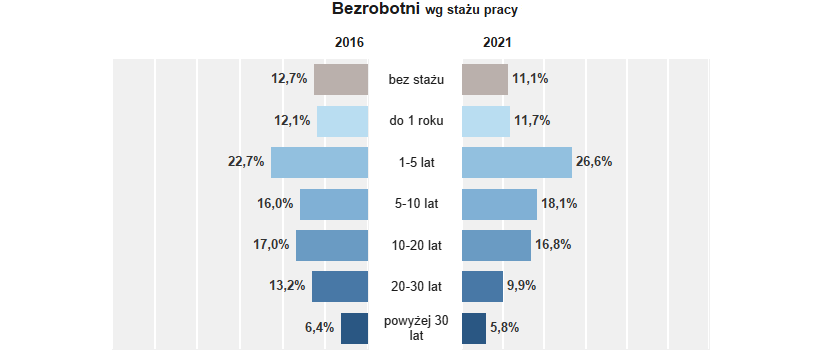 Bezrobotni wg stażu pracy
2016 2021
12,7% bez stażu 11,1%
12,1% do 1 roku 11,7%
22,7% 1-5 lat 26,6%
16,0% 5-10 lat 18,1%
17,0% 10-20 lat 16,8%
13,2% 20-30 lat 9,9%
6,4% powyżej 30 5,8%
lat